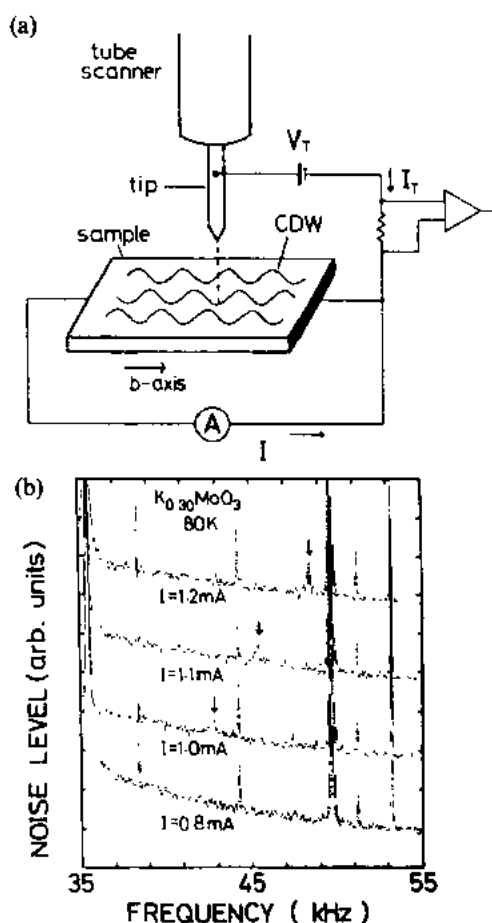 (a)
tube
scanner
V_T
I_T
tip
sample
CDW
b-axis
A
I
(b)
K0.30MoO3
80K
I=1.2mA
I=1.1mA
I=1.0mA
I=0.8mA
NOISE LEVEL (arb. units)
35 45 55
FREQUENCY ( kHz)